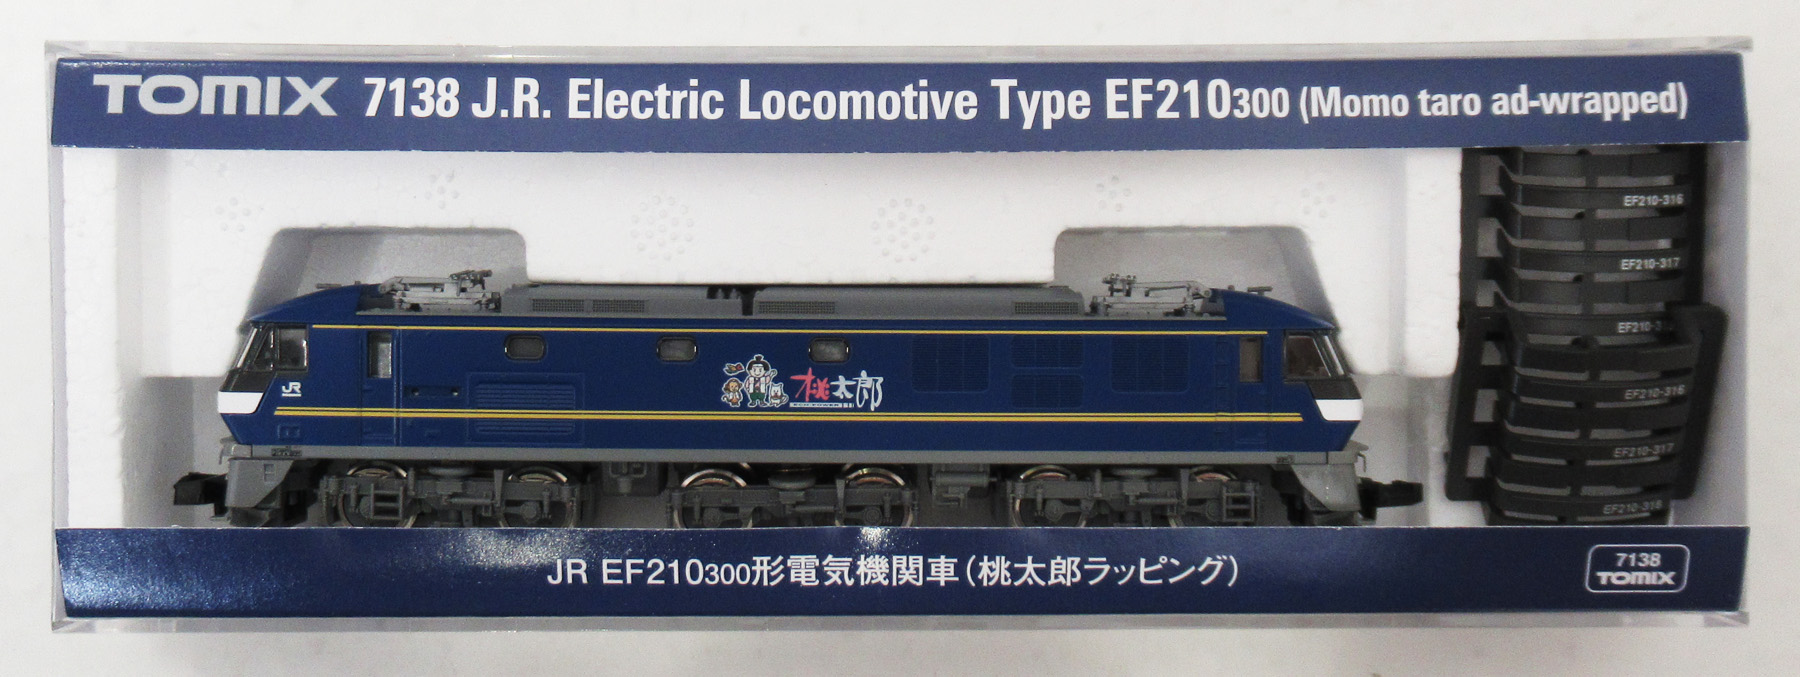 TOMIX 7138 J.R. Electric Locomotive Type EF210300 (Momo taro ad-wrapped)
EF210-316
EF210-317
EF210-316
EF210-317
EF210-318
JR
桃太郎
JR EF210300形電気機関車(桃太郎ラッピング)
7138
TOMIX